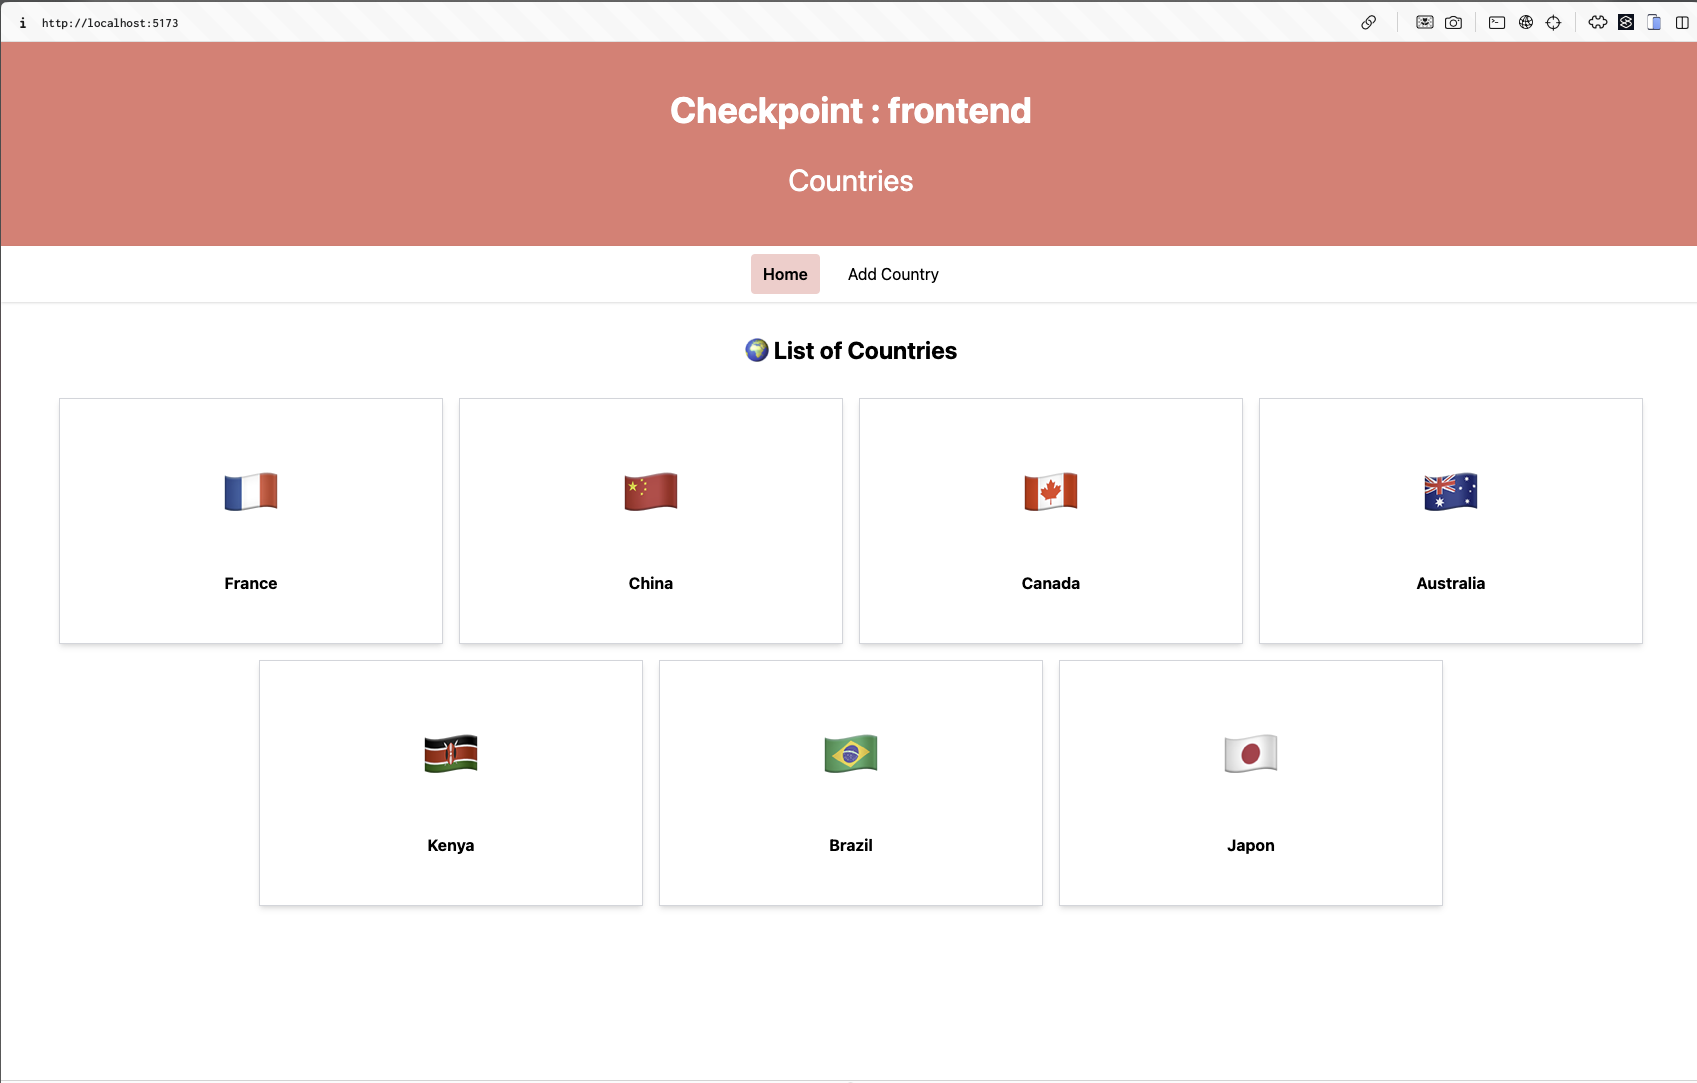 http://localhost:5173
Checkpoint : frontend
Countries
Home Add Country
🌍 List of Countries
France China Canada Australia
Kenya Brazil Japon